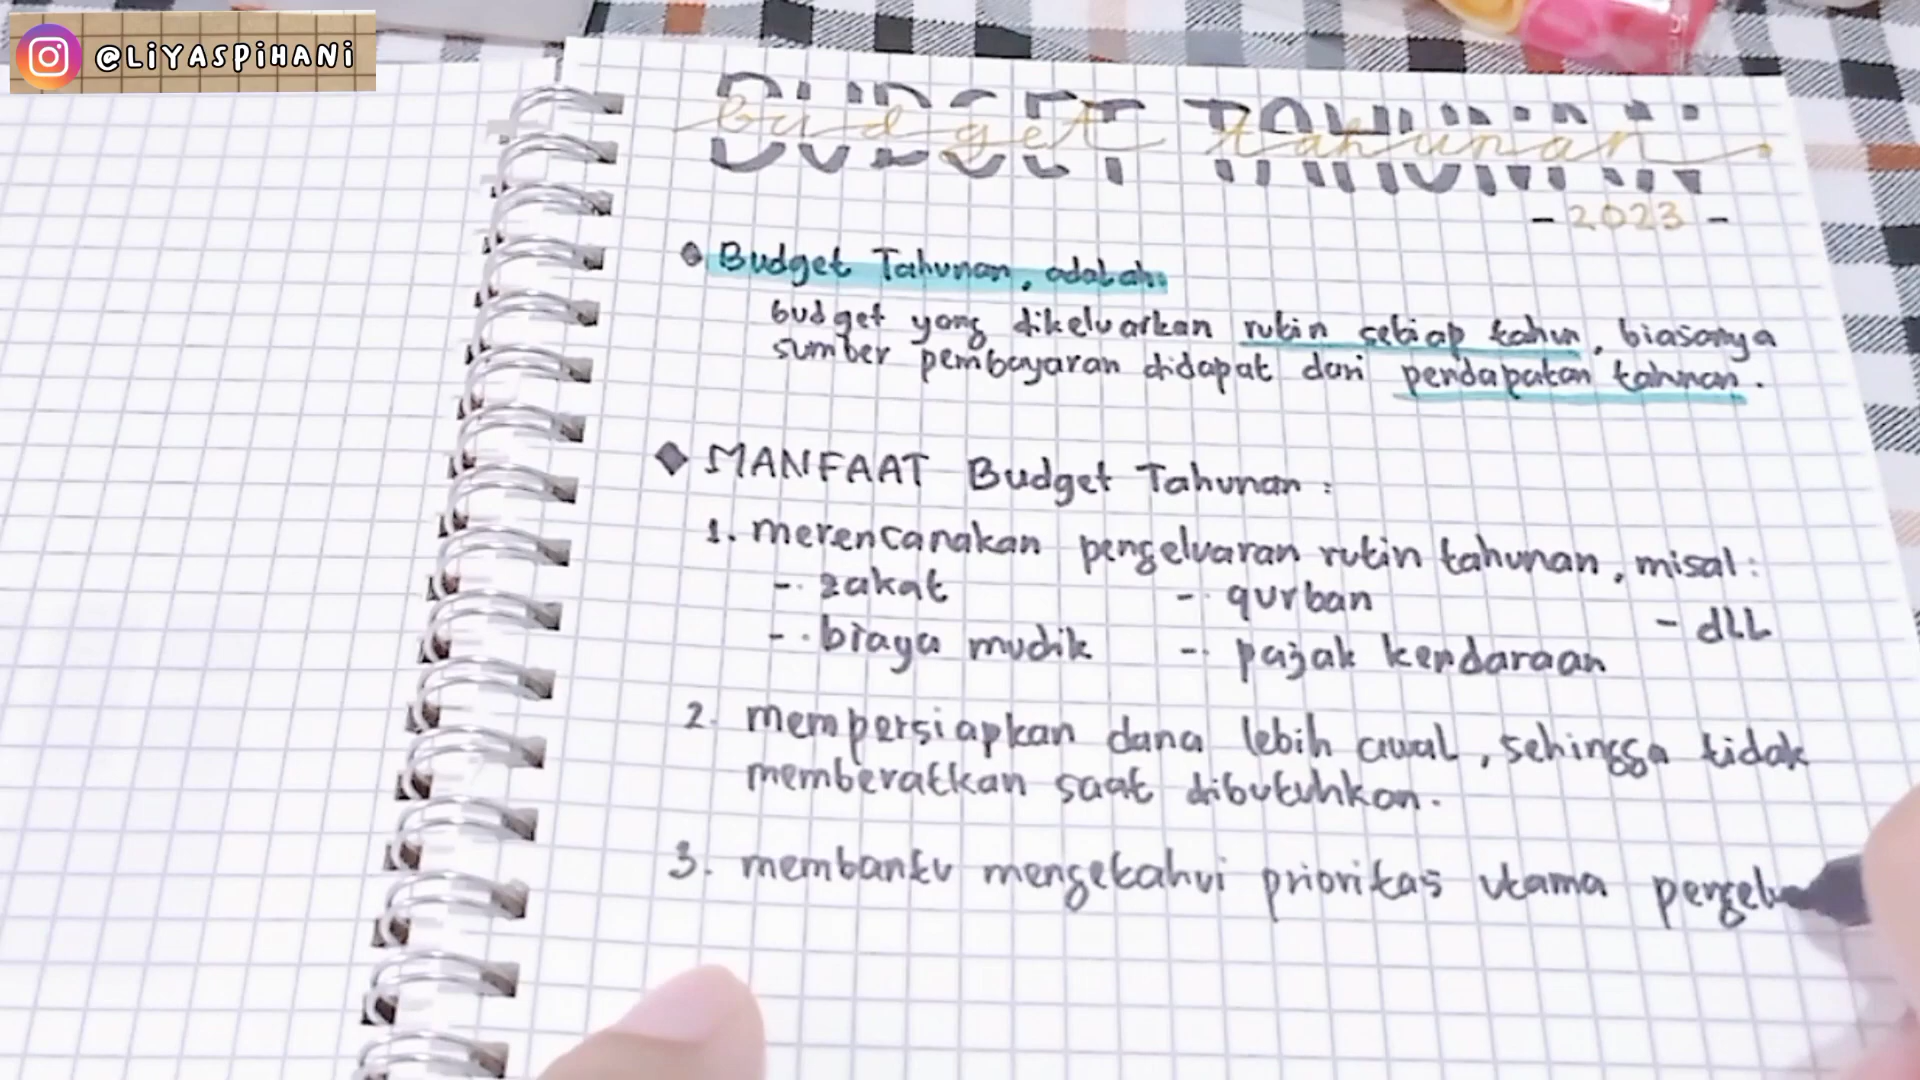 @LiYASPiHANi
BUDGET TAHUNAN
budget tahunan
- 2023 -
Budget Tahunan, adalah:
budget yang dikeluarkan rutin setiap tahun, biasanya
sumber pembayaran didapat dari pendapatan tahunan.
MANFAAT Budget Tahunan:
1. merencanakan pengeluaran rutin tahunan, misal:
- zakat - qurban
- dLL
- biaya mudik - pajak kendaraan
2. mempersiapkan dana lebih awal, sehingga tidak
memberatkan saat dibutuhkan.
3. membantu mengetahui prioritas utama pengelu